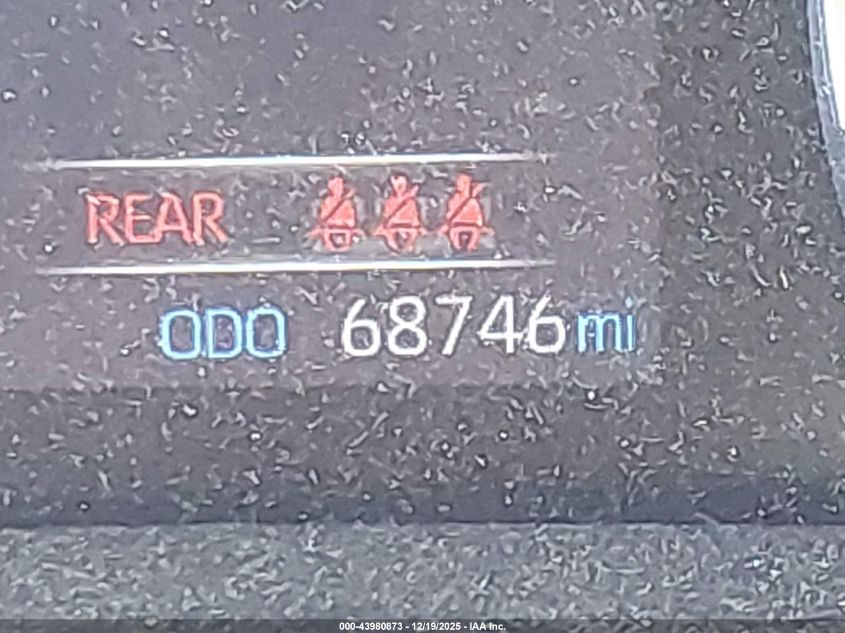 REAR
ODO 68746 mi
000-43980873 - 12/19/2025 - IAA Inc.